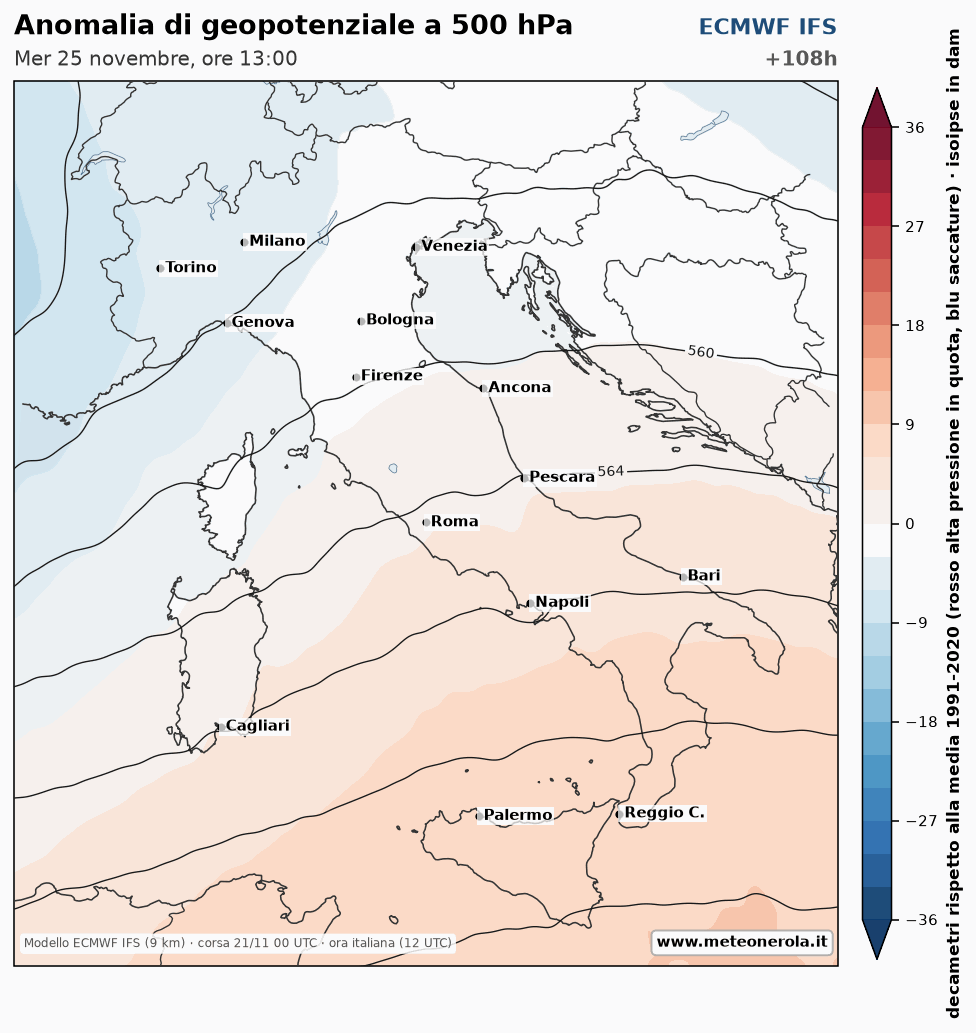 Anomalia di geopotenziale a 500 hPa
ECMWF IFS
Mer 25 novembre, ore 13:00
+108h
Milano
Venezia
Torino
Genova
Bologna
560
Firenze
Ancona
564
Pescara
Roma
Bari
Napoli
Cagliari
Palermo
Reggio C.
Modello ECMWF IFS (9 km) · corsa 21/11 00 UTC · ora italiana (12 UTC)
www.meteonerola.it
36
27
18
9
0
−9
−18
−27
−36
decametri rispetto alla media 1991-2020 (rosso alta pressione in quota, blu saccature) · isoipse in dam